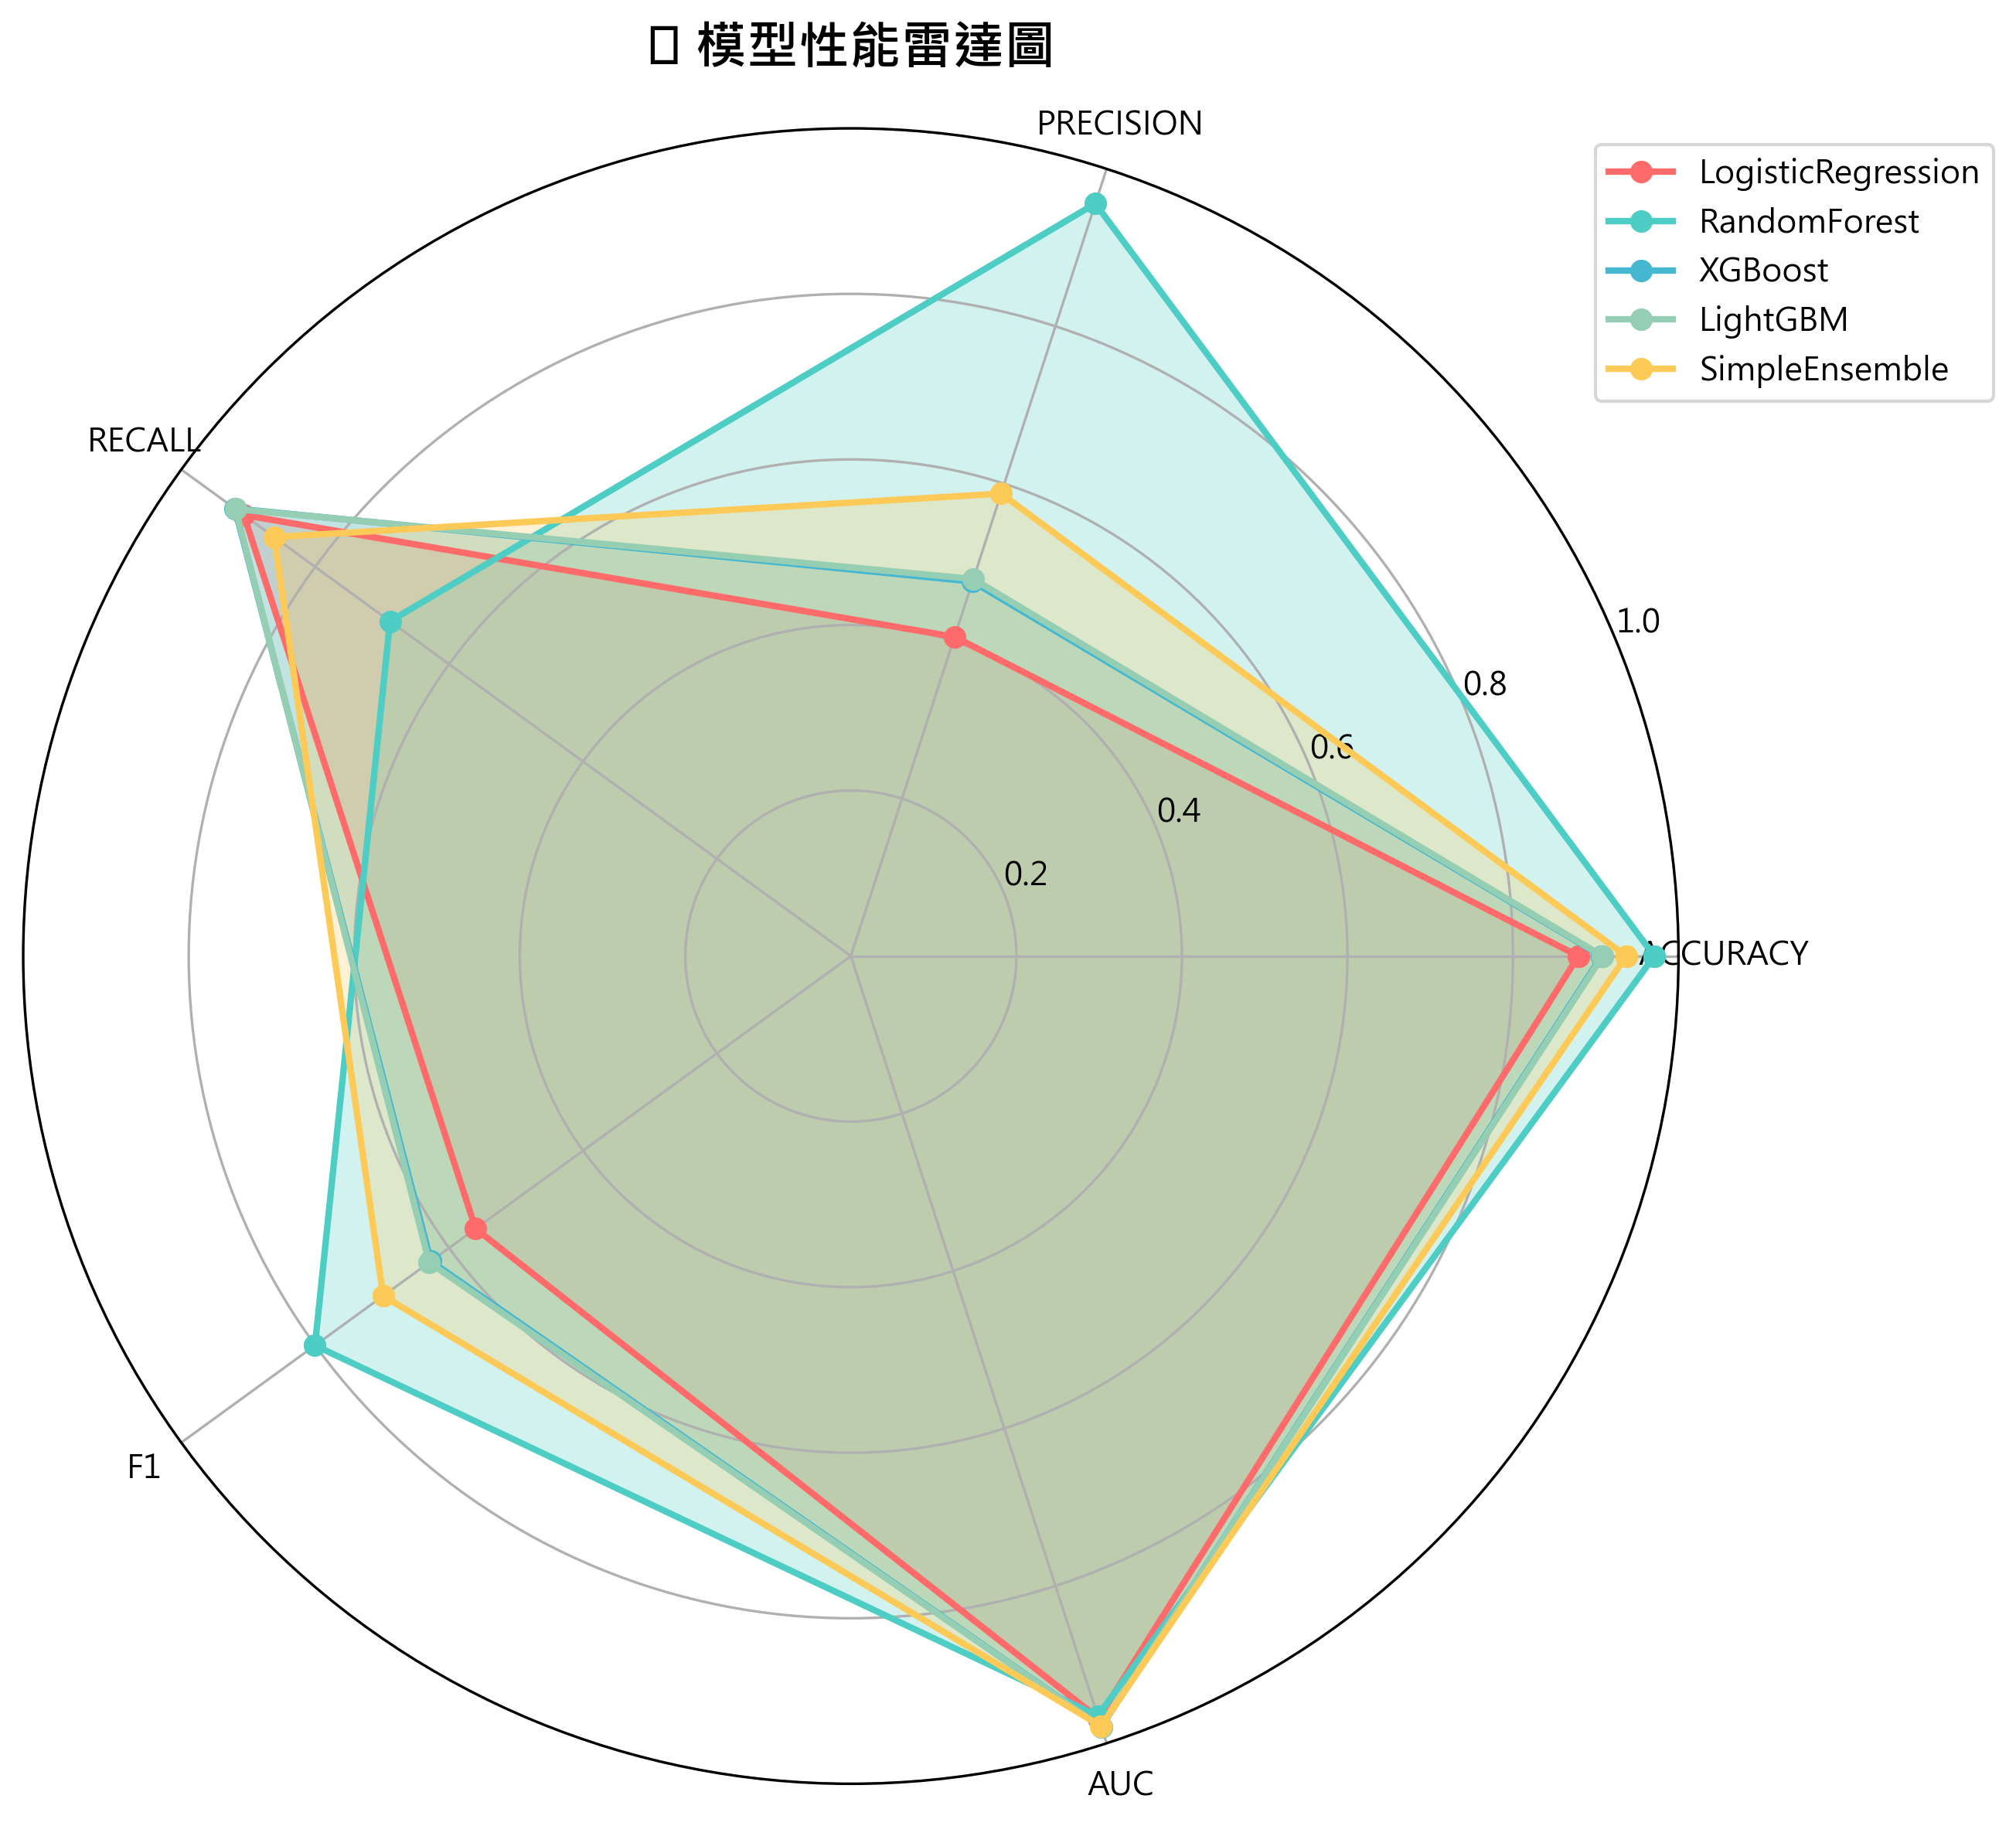 ▯ 模型性能雷達圖
PRECISION
LogisticRegression
RandomForest
XGBoost
LightGBM
SimpleEnsemble
RECALL
1.0
0.8
0.6
0.4
0.2
ACCURACY
F1
AUC